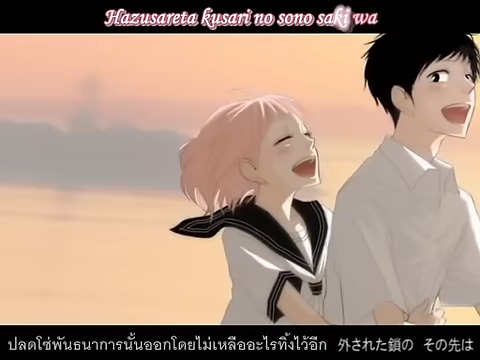 Hazusareta kusari no sono saki wa
ปลดโซ่พันธนาการนั้นออกโดยไม่เหลืออะไรทิ้งไว้อีก 外された鎖の その先は